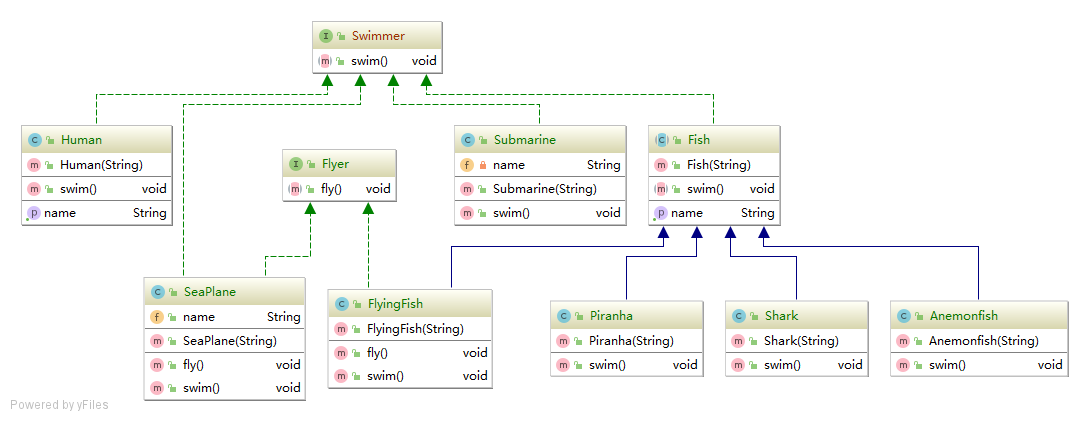 Swimmer
swim() void
Human
Human(String)
swim() void
name String
Flyer
fly() void
Submarine
name String
Submarine(String)
swim() void
Fish
Fish(String)
swim() void
name String
SeaPlane
name String
SeaPlane(String)
fly() void
swim() void
FlyingFish
FlyingFish(String)
fly() void
swim() void
Piranha
Piranha(String)
swim() void
Shark
Shark(String)
swim() void
Anemonfish
Anemonfish(String)
swim() void
Powered by yFiles